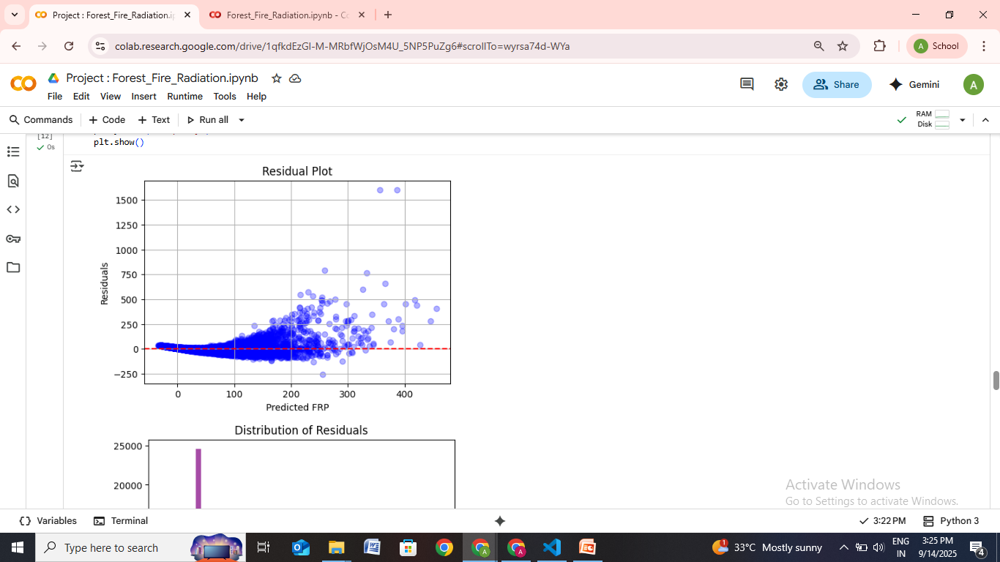 Project : Forest_Fire_Radiation.ip
Forest_Fire_Radiation.ipynb - Co
colab.research.google.com/drive/1qfkdEzGI-M-MRbfWjOsM4U_5NP5PuZg6#scrollTo=wyrsa74d-WYa
A School
Project : Forest_Fire_Radiation.ipynb
File Edit View Insert Runtime Tools Help
Share
Gemini
A
Commands + Code + Text Run all
RAM
Disk
[12]
0s
plt.show()
Residual Plot
1500
1250
1000
750
500
250
0
−250
Residuals
0 100 200 300 400
Predicted FRP
Distribution of Residuals
25000
20000
Activate Windows
Go to Settings to activate Windows.
Variables Terminal
3:22 PM Python 3
Type here to search
33°C Mostly sunny
ENG
IN
3:25 PM
9/14/2025
4